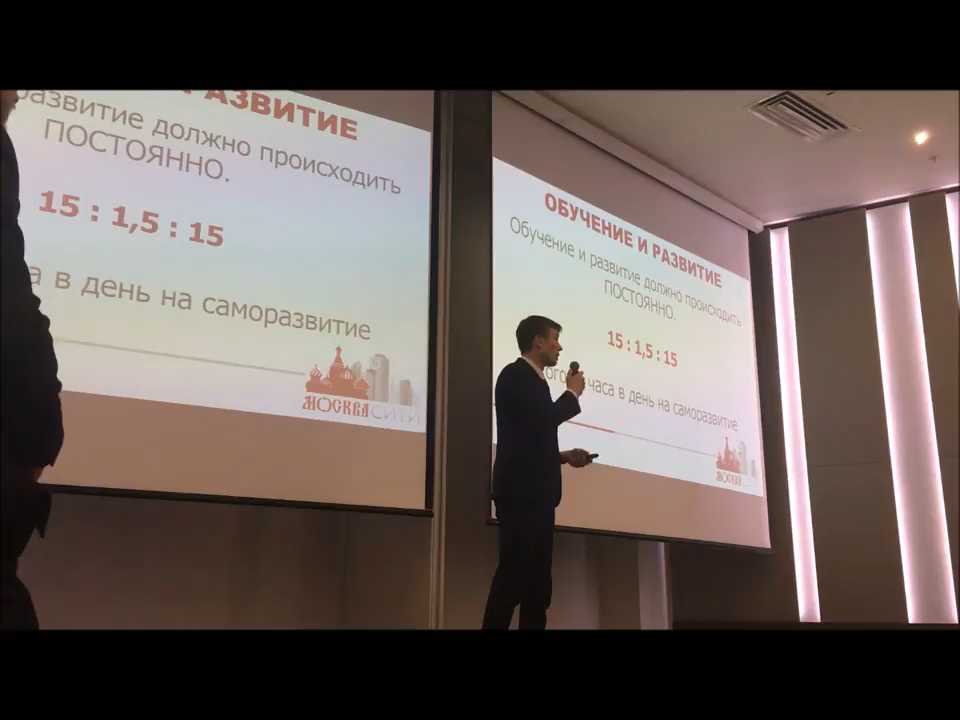 РАЗВИТИЕ
развитие должно происходить
ПОСТОЯННО.
15 : 1,5 : 15
в день на саморазвитие
МОСКВА СИТИ
ОБУЧЕНИЕ И РАЗВИТИЕ
Обучение и развитие должно происходить
ПОСТОЯННО.
15 : 1,5 : 15
часа в день на саморазвитие
МОСКВА